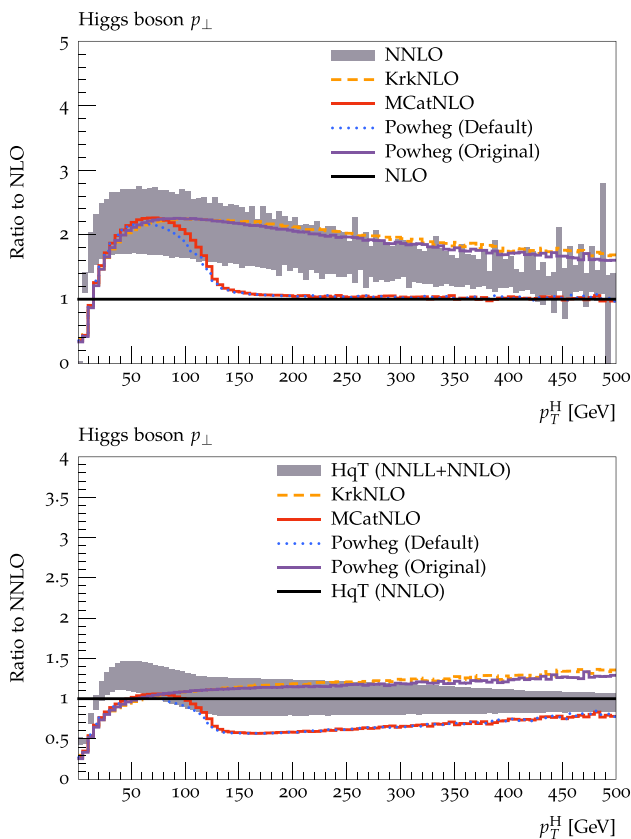 Higgs boson p⊥
5
4
3
2
1
0
Ratio to NLO
NNLO
KrkNLO
MCatNLO
Powheg (Default)
Powheg (Original)
NLO
50 100 150 200 250 300 350 400 450 500
p_T^H [GeV]
Higgs boson p⊥
4
3.5
3
2.5
2
1.5
1
0.5
0
Ratio to NNLO
HqT (NNLL+NNLO)
KrkNLO
MCatNLO
Powheg (Default)
Powheg (Original)
HqT (NNLO)
50 100 150 200 250 300 350 400 450 500
p_T^H [GeV]